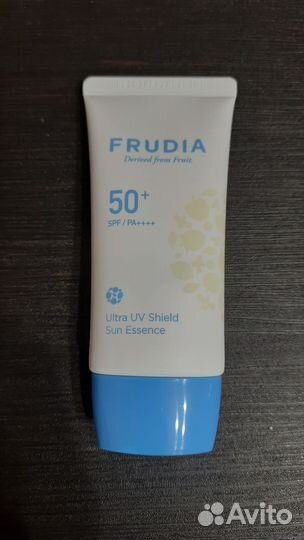 FRUDIA
Derived from Fruit
50+
SPF / PA++++
Ultra UV Shield
Sun Essence
Avito